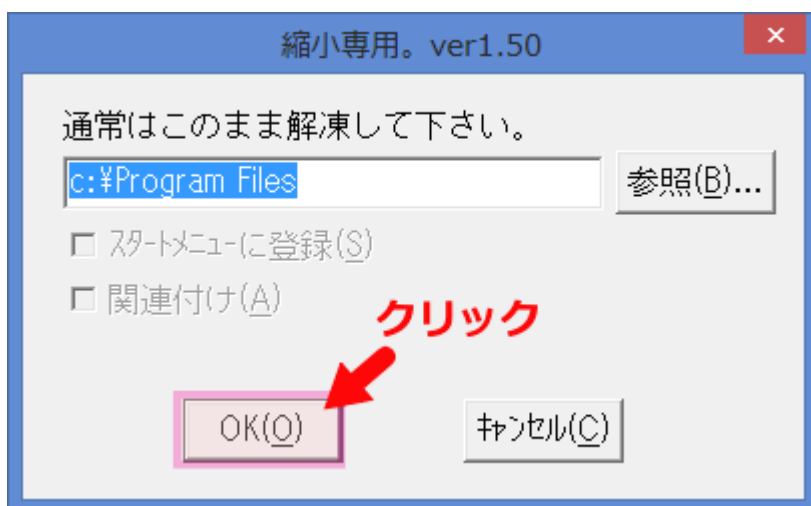 縮小専用。ver1.50
通常はこのまま解凍して下さい。
c:¥Program Files
参照(B)...
ｽﾀｰﾄﾒﾆｭｰに登録(S)
関連付け(A)
クリック
OK(O)
ｷｬﾝｾﾙ(C)